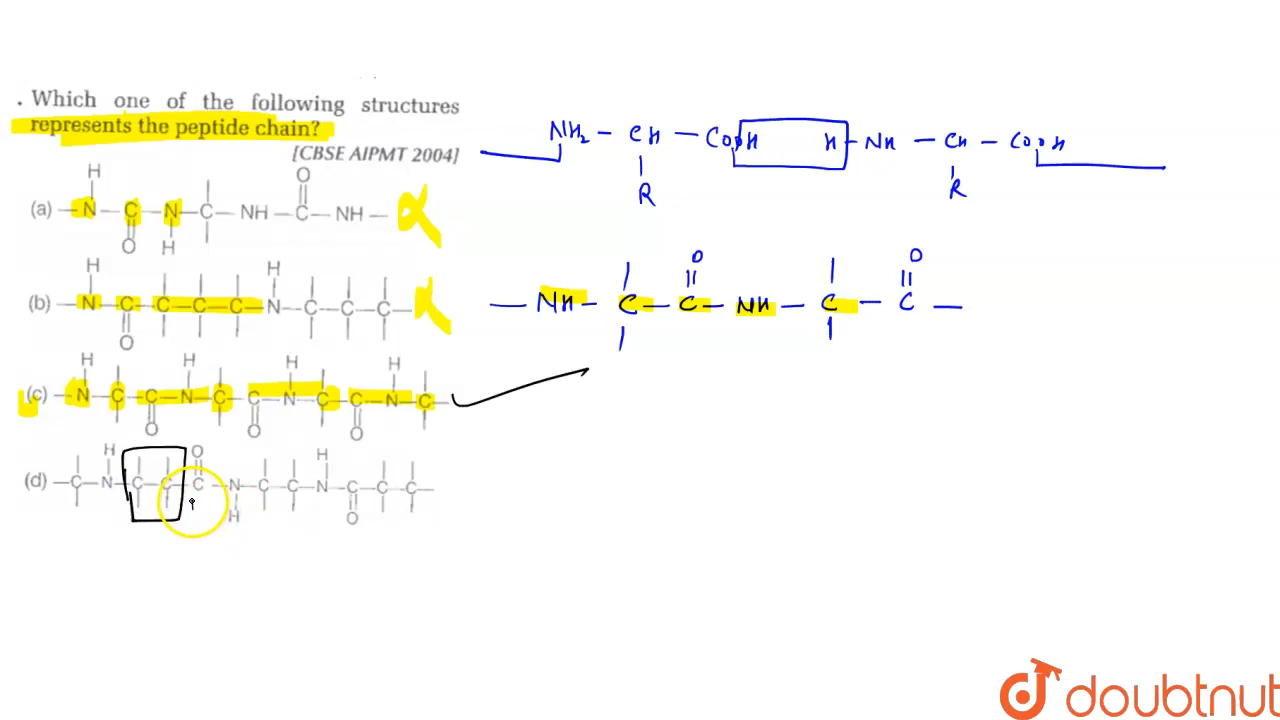 . Which one of the following structures
represents the peptide chain?
[CBSE AIPMT 2004]
H O
(a) —N—C—N—C—NH—C—NH—
O H
H H
(b) —N—C—C—C—C—N—C—C—C—
O
H H H H
(c) —N—C—C—N—C—C—N—C—C—N—C—
O O O
H O H
(d) —C—N—C—C—C—N—C—C—N—C—C—C—
H O
NH₂ — CH — COOH H — NH — CH — COOH
R R
O O
— NH — C — C — NH — C — C —
doubtnut